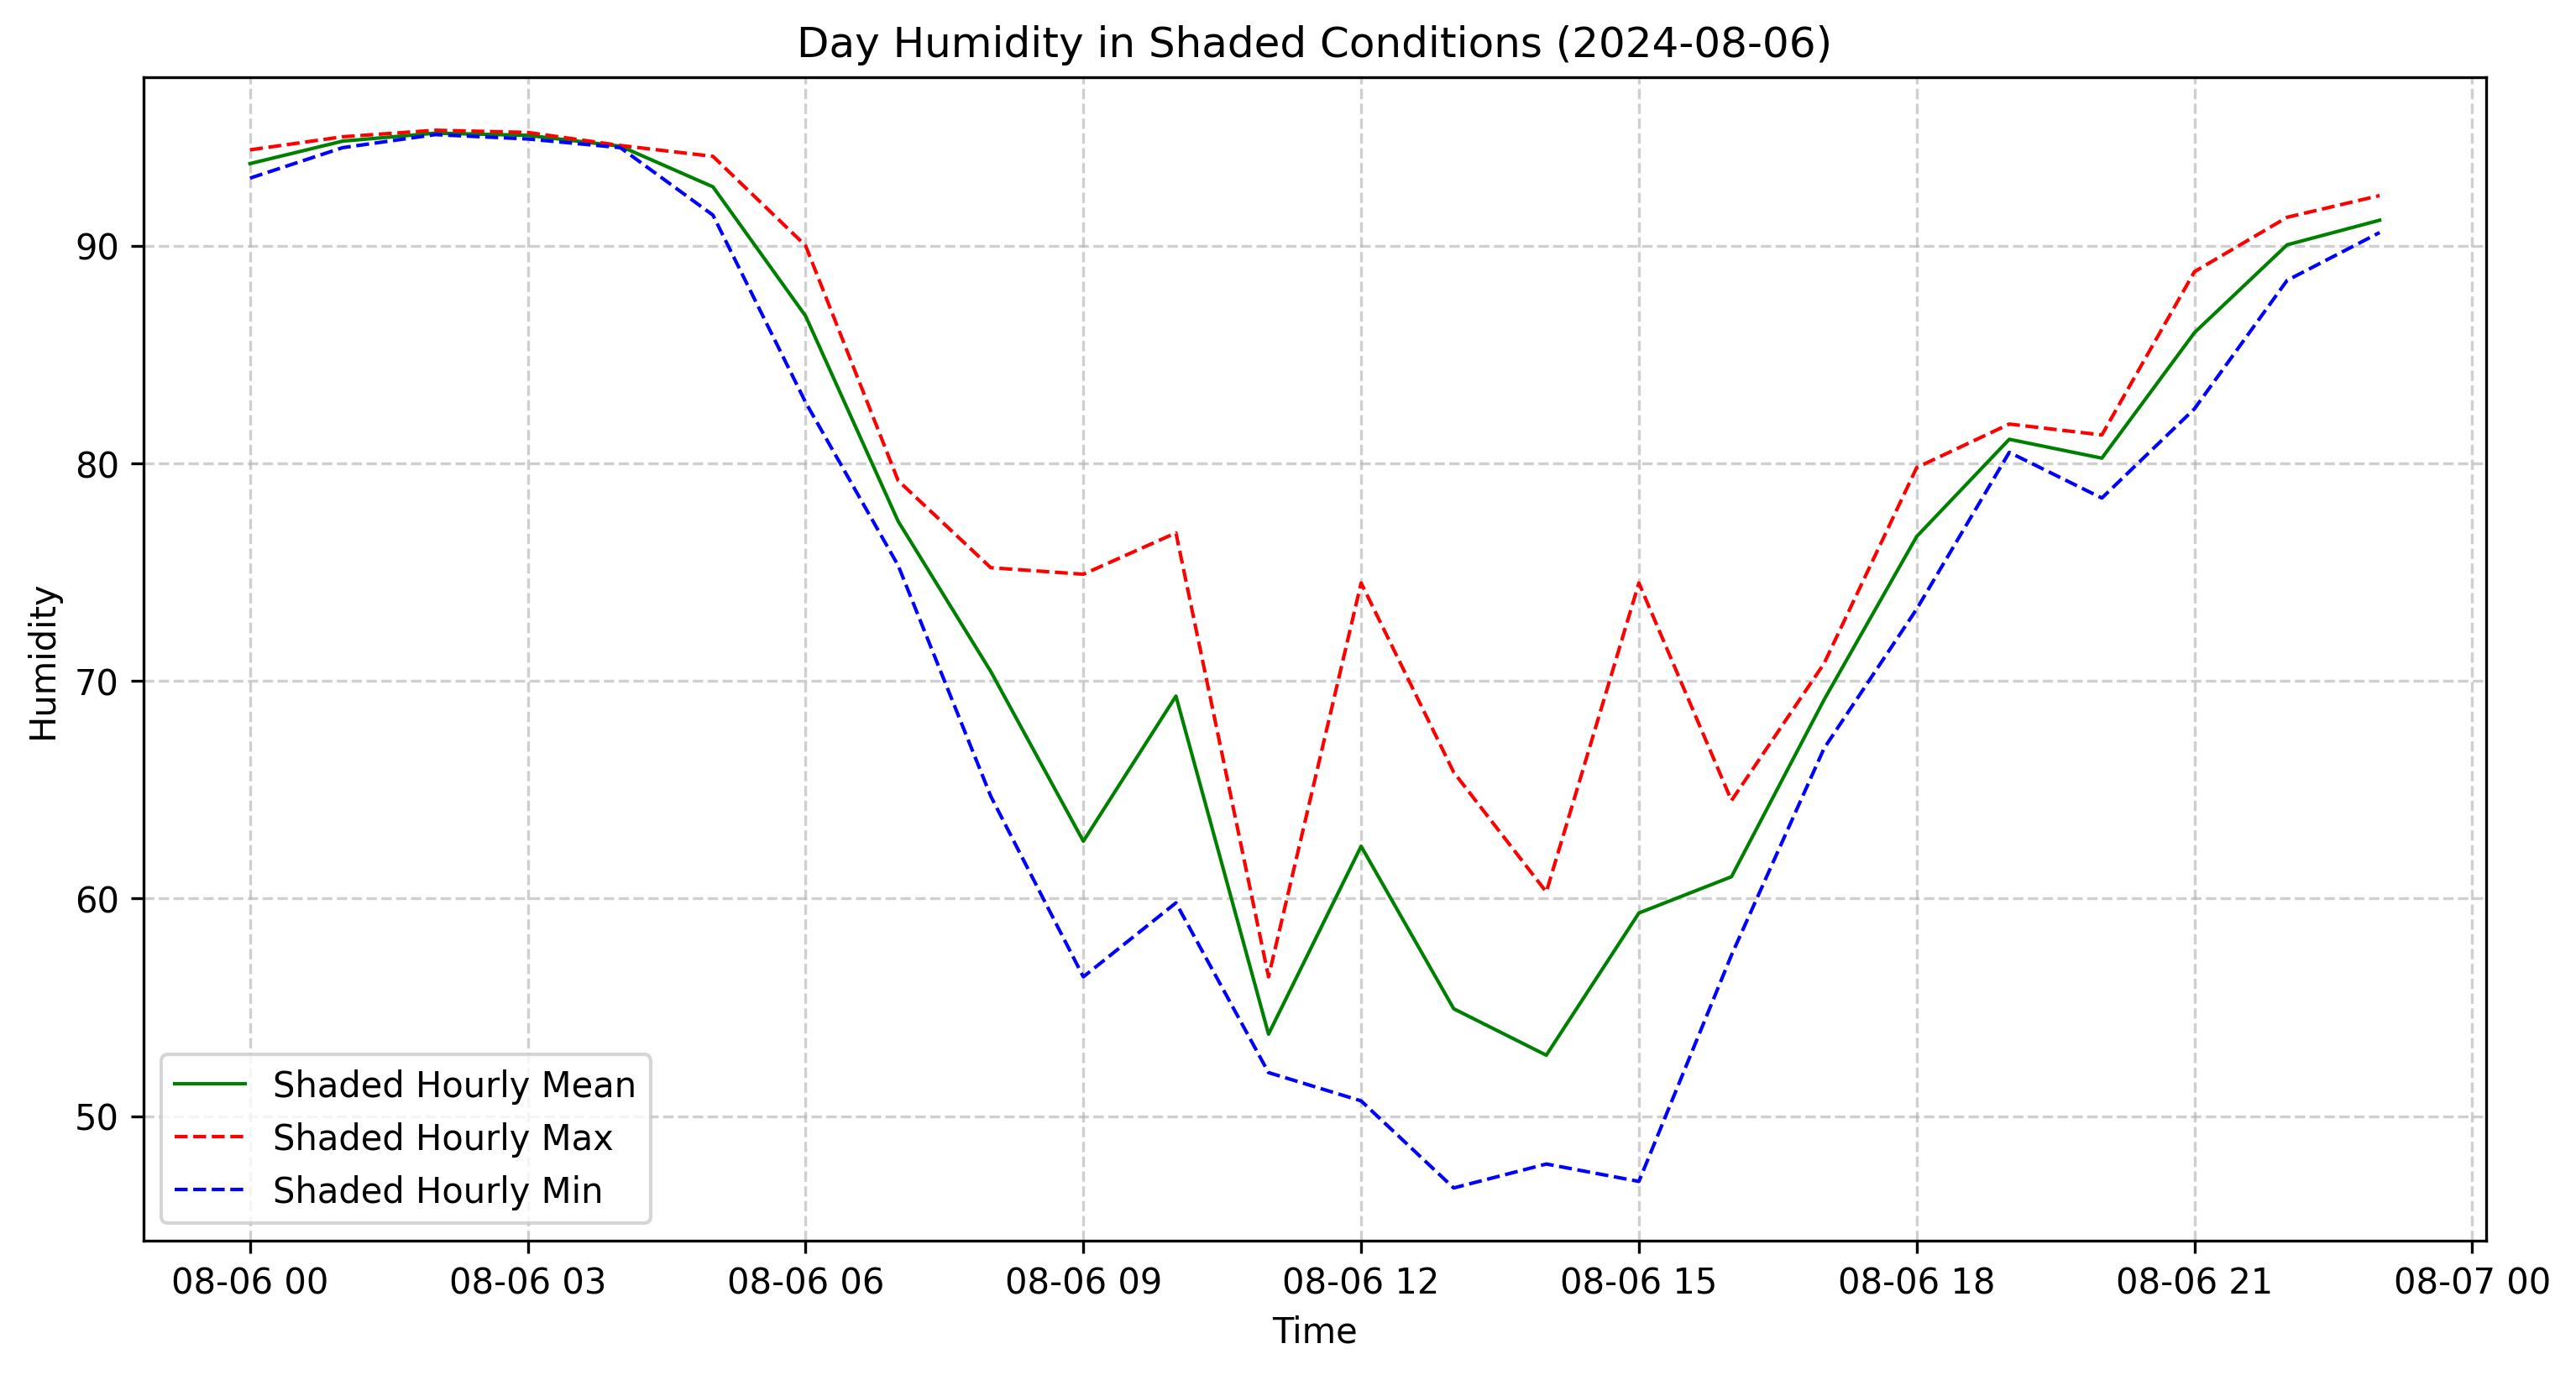 Day Humidity in Shaded Conditions (2024-08-06)
Humidity
90
80
70
60
50
Shaded Hourly Mean
Shaded Hourly Max
Shaded Hourly Min
08-06 00
08-06 03
08-06 06
08-06 09
08-06 12
08-06 15
08-06 18
08-06 21
08-07 00
Time